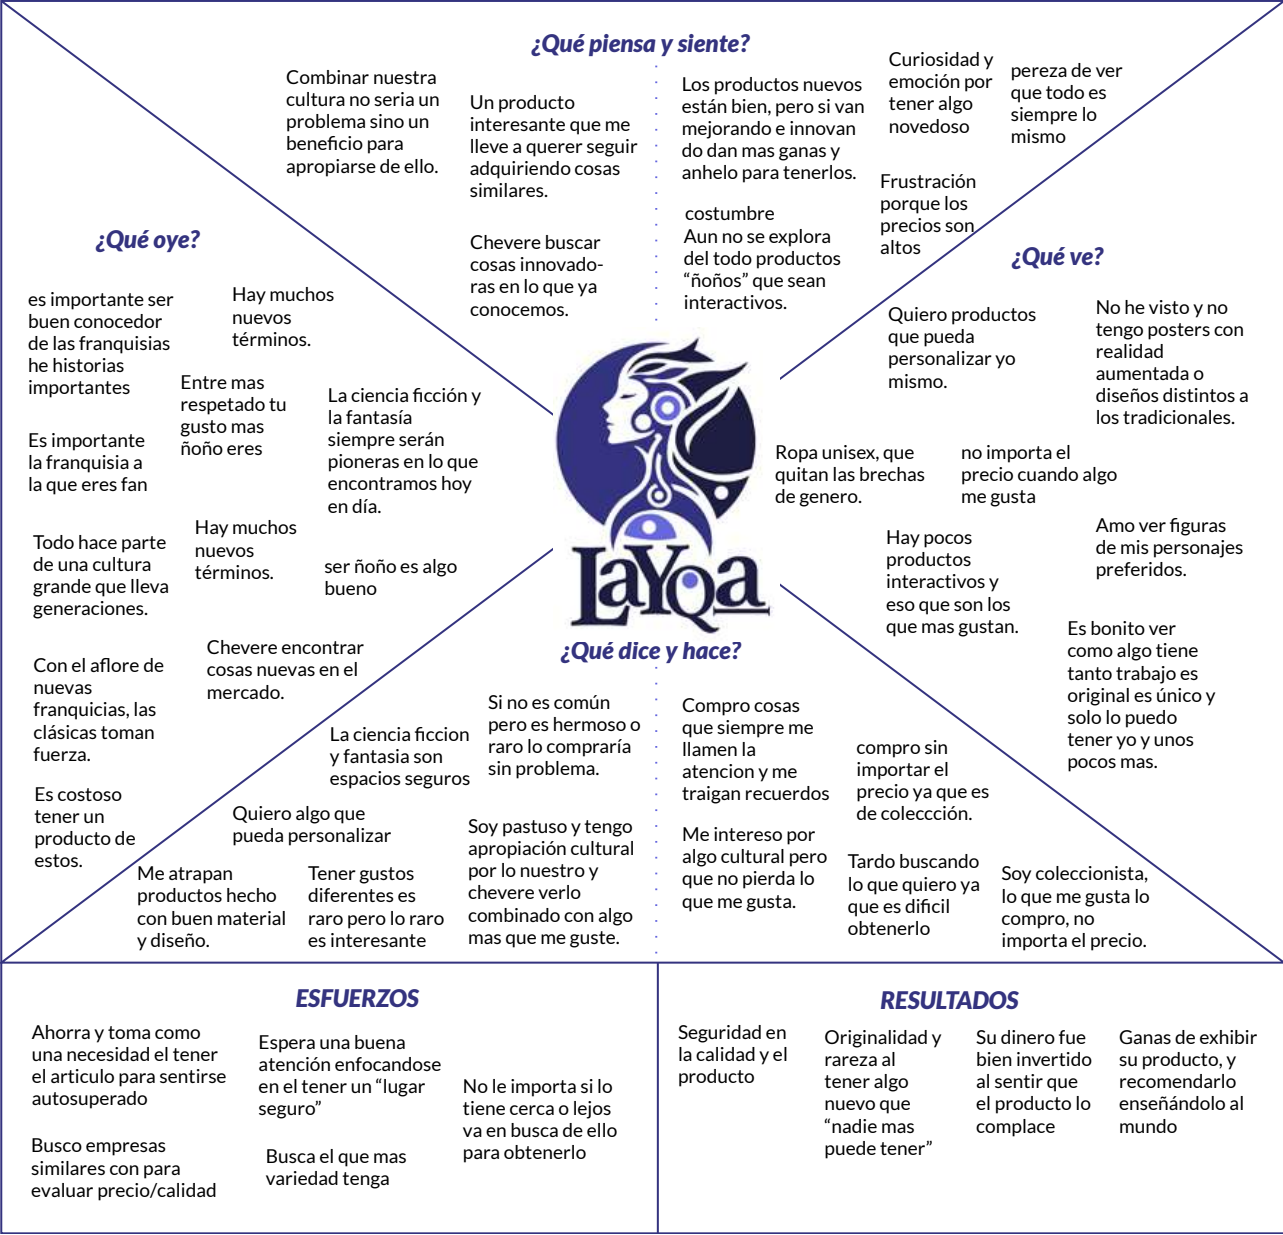 ¿Qué piensa y siente?
Combinar nuestra
cultura no seria un
problema sino un
beneficio para
apropiarse de ello.
Un producto
interesante que me
lleve a querer seguir
adquiriendo cosas
similares.
Chevere buscar
cosas innovado-
ras en lo que ya
conocemos.
Los productos nuevos
están bien, pero si van
mejorando e innovan
do dan mas ganas y
anhelo para tenerlos.
costumbre
Aun no se explora
del todo productos
“ñoños” que sean
interactivos.
Curiosidad y
emoción por
tener algo
novedoso
pereza de ver
que todo es
siempre lo
mismo
Frustración
porque los
precios son
altos
¿Qué oye?
es importante ser
buen conocedor
de las franquisias
he historias
importantes
Hay muchos
nuevos
términos.
Entre mas
respetado tu
gusto mas
ñoño eres
La ciencia ficción y
la fantasía
siempre serán
pioneras en lo que
encontramos hoy
en día.
Es importante
la franquisia a
la que eres fan
Hay muchos
nuevos
términos.
Todo hace parte
de una cultura
grande que lleva
generaciones.
ser ñoño es algo
bueno
Chevere encontrar
cosas nuevas en el
mercado.
Con el aflore de
nuevas
franquicias, las
clásicas toman
fuerza.
Es costoso
tener un
producto de
estos.
LaYQa
¿Qué ve?
Quiero productos
que pueda
personalizar yo
mismo.
No he visto y no
tengo posters con
realidad
aumentada o
diseños distintos a
los tradicionales.
Ropa unisex, que
quitan las brechas
de genero.
no importa el
precio cuando algo
me gusta
Hay pocos
productos
interactivos y
eso que son los
que mas gustan.
Amo ver figuras
de mis personajes
preferidos.
Es bonito ver
como algo tiene
tanto trabajo es
original es único y
solo lo puedo
tener yo y unos
pocos mas.
¿Qué dice y hace?
La ciencia ficcion
y fantasia son
espacios seguros
Si no es común
pero es hermoso o
raro lo compraría
sin problema.
Quiero algo que
pueda personalizar
Me atrapan
productos hecho
con buen material
y diseño.
Tener gustos
diferentes es
raro pero lo raro
es interesante
Soy pastuso y tengo
apropiación cultural
por lo nuestro y
chevere verlo
combinado con algo
mas que me guste.
Compro cosas
que siempre me
llamen la
atencion y me
traigan recuerdos
compro sin
importar el
precio ya que es
de coleccción.
Me intereso por
algo cultural pero
que no pierda lo
que me gusta.
Tardo buscando
lo que quiero ya
que es dificil
obtenerlo
Soy coleccionista,
lo que me gusta lo
compro, no
importa el precio.
ESFUERZOS
Ahorra y toma como
una necesidad el tener
el articulo para sentirse
autosuperado
Busco empresas
similares con para
evaluar precio/calidad
Espera una buena
atención enfocandose
en el tener un “lugar
seguro”
Busca el que mas
variedad tenga
No le importa si lo
tiene cerca o lejos
va en busca de ello
para obtenerlo
RESULTADOS
Seguridad en
la calidad y el
producto
Originalidad y
rareza al
tener algo
nuevo que
“nadie mas
puede tener”
Su dinero fue
bien invertido
al sentir que
el producto lo
complace
Ganas de exhibir
su producto, y
recomendarlo
enseñándolo al
mundo